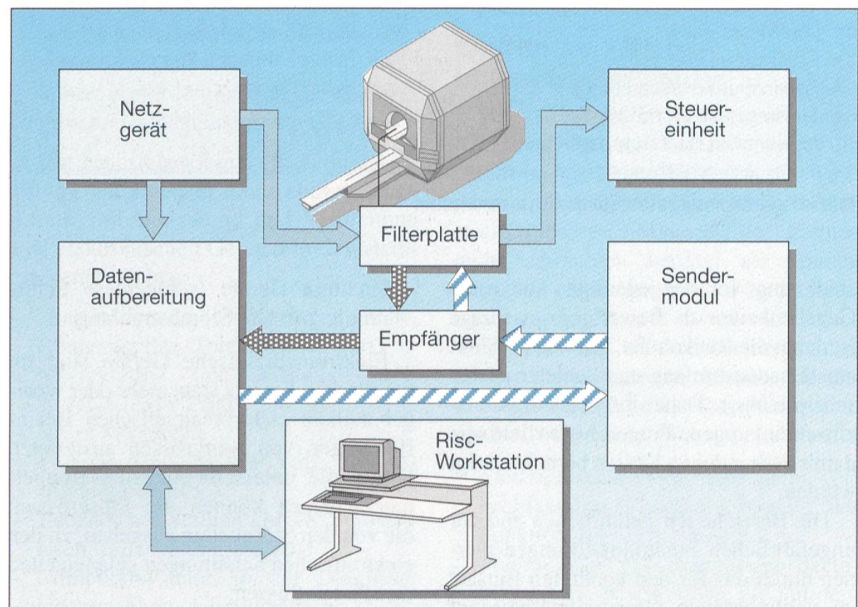 Netz-
gerät
Steuer-
einheit
Filterplatte
Daten-
aufbereitung
Sender-
modul
Empfänger
Risc-
Workstation